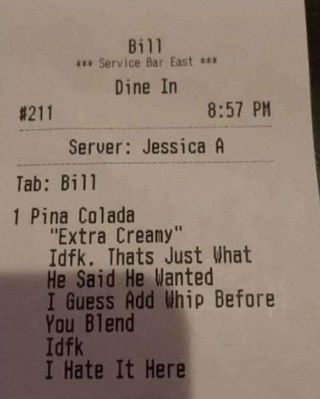 Bill
*** Service Bar East ***
Dine In
#211 8:57 PM
Server: Jessica A
Tab: Bill
1 Pina Colada
"Extra Creamy"
Idfk. Thats Just What
He Said He Wanted
I Guess Add Whip Before
You Blend
Idfk
I Hate It Here